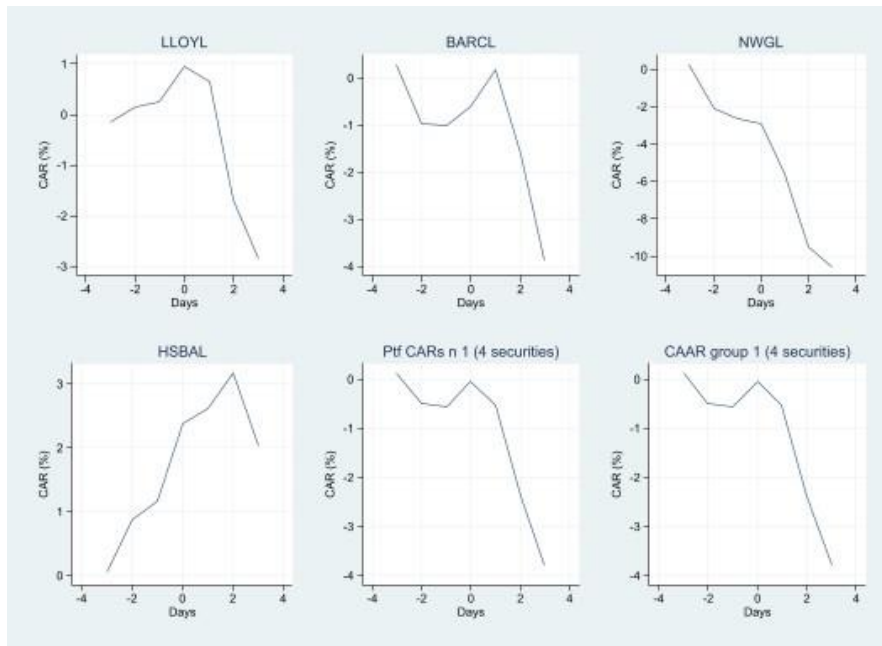 LLOYL
1
0
-1
-2
-3
CAR (%)
-4 -2 0 2 4
Days
BARCL
0
-1
-2
-3
-4
CAR (%)
-4 -2 0 2 4
Days
NWGL
0
-2
-4
-6
-8
-10
CAR (%)
-4 -2 0 2 4
Days
HSBAL
3
2
1
0
CAR (%)
-4 -2 0 2 4
Days
Ptf CARs n 1 (4 securities)
0
-1
-2
-3
-4
CAR (%)
-4 -2 0 2 4
Days
CAAR group 1 (4 securities)
0
-1
-2
-3
-4
CAR (%)
-4 -2 0 2 4
Days